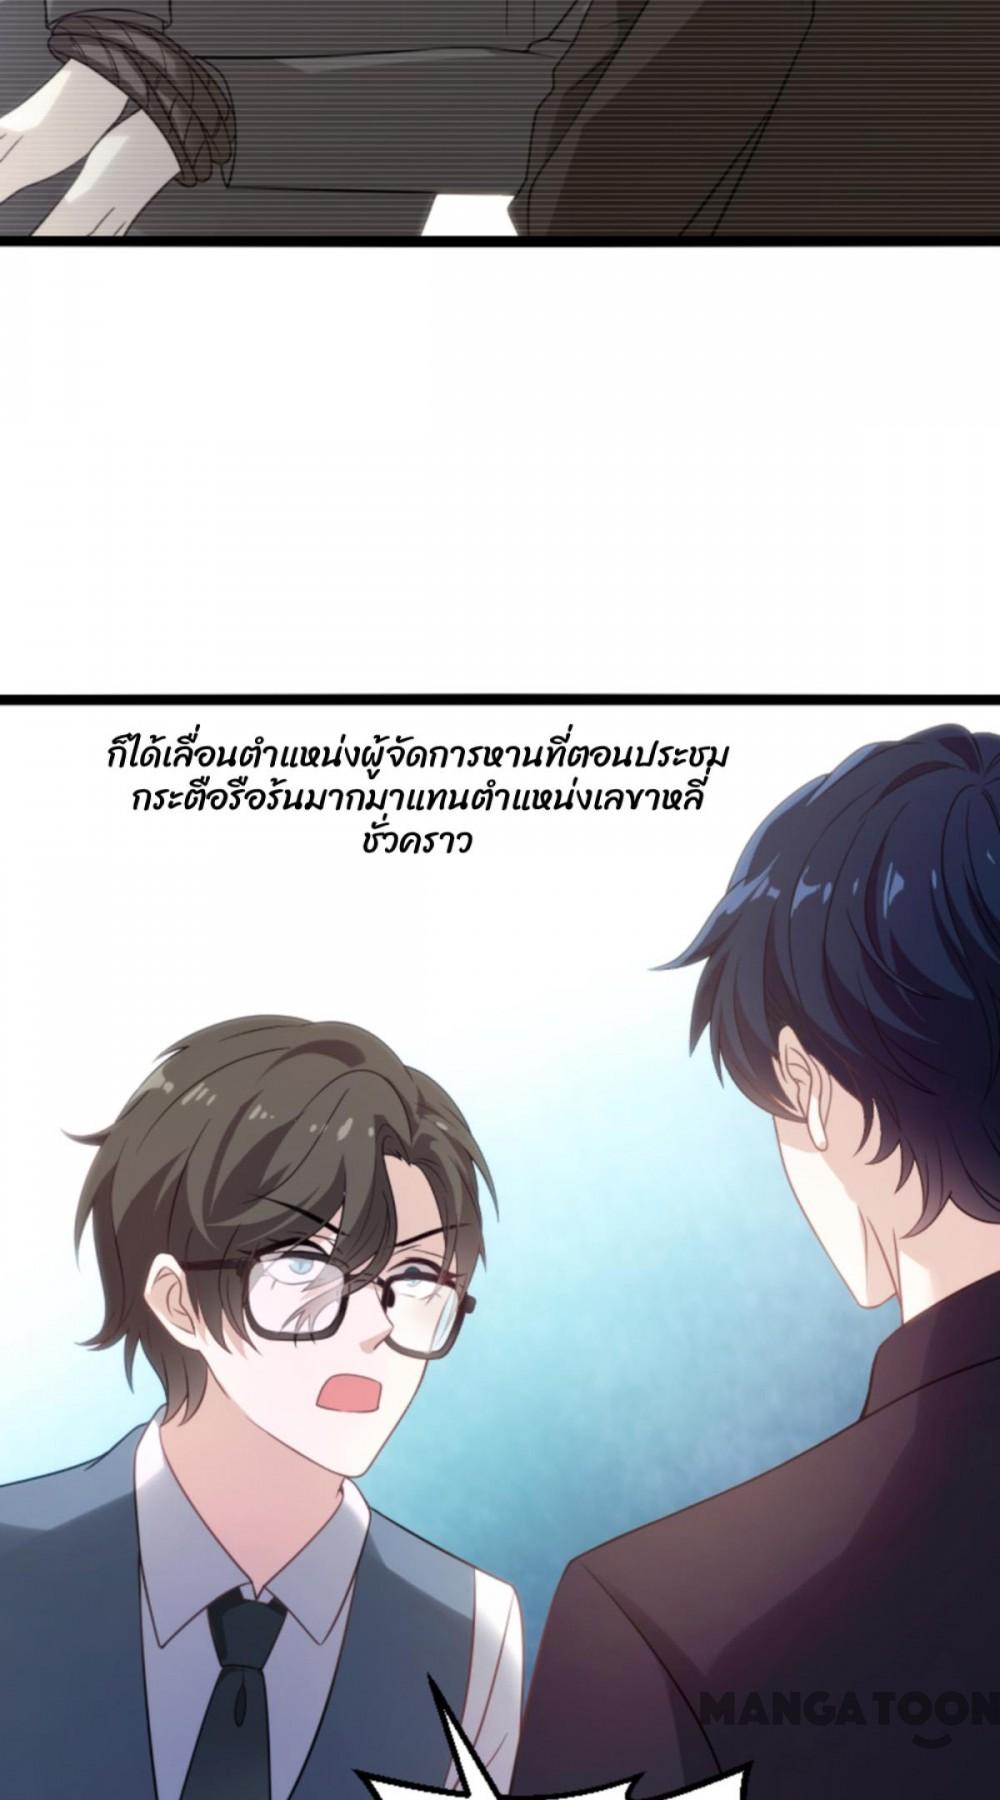 ก็ได้เลื่อนตำแหน่งผู้จัดการหานที่ตอนประชม
กระตือรือร้นมากมาแทนตำแหน่งเลขาหลี่
ชั่วคราว
MANGATOON